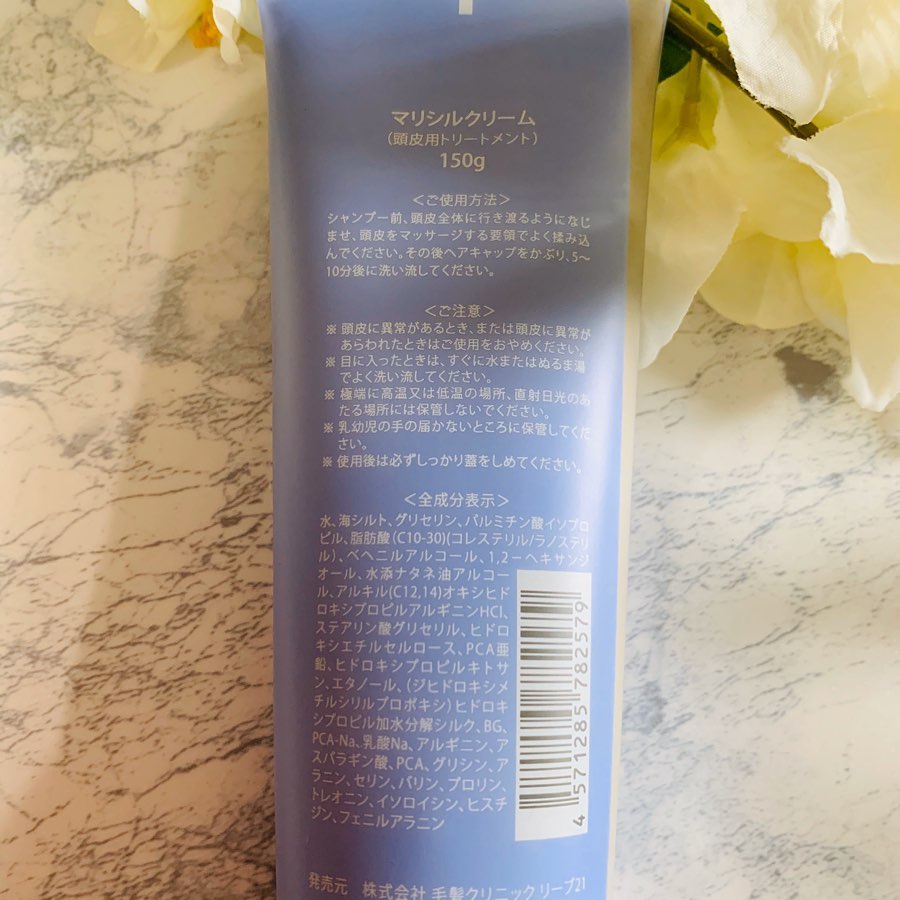 マリシルクリーム
（頭皮用トリートメント）
150g
＜ご使用方法＞
シャンプー前、頭皮全体に行き渡るようになじ
ませ、頭皮をマッサージする要領でよく揉み込
んでください。その後ヘアキャップをかぶり、5～
10分後に洗い流してください。
＜ご注意＞
※ 頭皮に異常があるとき、または頭皮に異常が
あらわれたときはご使用をおやめください。
※ 目に入ったときは、すぐに水またはぬるま湯
でよく洗い流してください。
※ 極端に高温又は低温の場所、直射日光のあ
たる場所には保管しないでください。
※ 乳幼児の手の届かないところに保管してくだ
さい。
※ 使用後は必ずしっかり蓋をしめてください。
＜全成分表示＞
水、海シルト、グリセリン、パルミチン酸イソプロ
ピル、脂肪酸（C10-30）（コレステリル/ラノステリ
ル）、ベヘニルアルコール、1,2－ヘキサンジ
オール、水添ナタネ油アルコー
ル、アルキル(C12,14)オキシヒド
ロキシプロピルアルギニンHCl、
ステアリン酸グリセリル、ヒドロ
キシエチルセルロース、PCA亜
鉛、ヒドロキシプロピルキトサ
ン、エタノール、（ジヒドロキシメ
チルシリルプロポキシ）ヒドロキ
シプロピル加水分解シルク、BG、
PCA-Na、乳酸Na、アルギニン、ア
スパラギン酸、PCA、グリシン、ア
ラニン、セリン、バリン、プロリン、
トレオニン、イソロイシン、ヒスチ
ジン、フェニルアラニン
4 571285 782579
発売元 株式会社 毛髪クリニック リーブ21